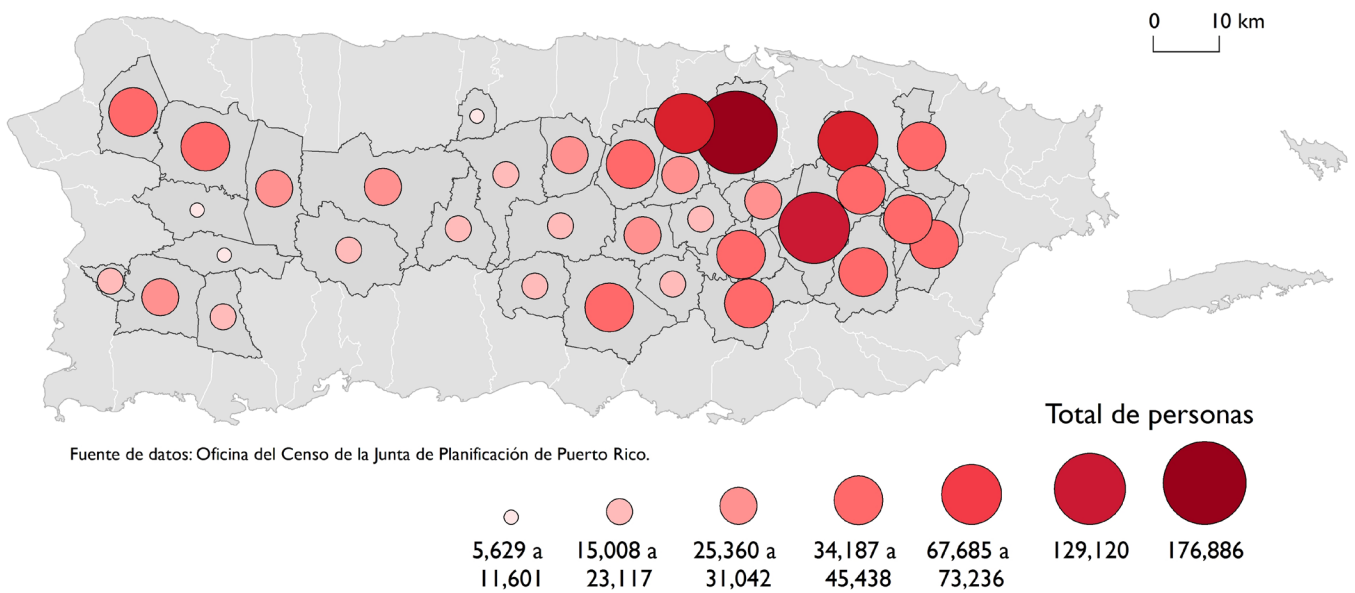 0 10 km
Total de personas
Fuente de datos: Oficina del Censo de la Junta de Planificación de Puerto Rico.
5,629 a 15,008 a 25,360 a 34,187 a 67,685 a 129,120 176,886
11,601 23,117 31,042 45,438 73,236